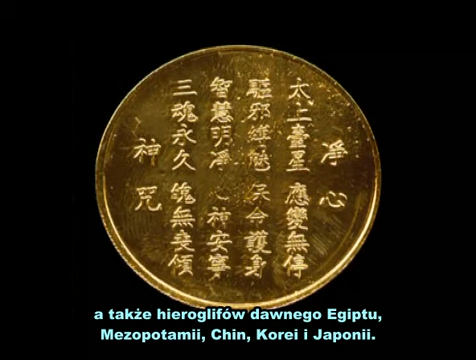 凈心
太上臺星 應變無停
驅邪縛魅 保命護身
智慧明凈 心神安寧
三魂永久 魄無喪傾
神咒
a także hieroglifów dawnego Egiptu,
Mezopotamii, Chin, Korei i Japonii.